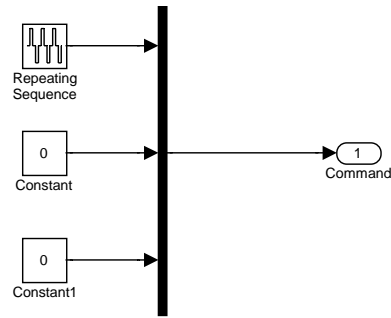 Repeating
Sequence
0
Constant
1
Command
0
Constant1